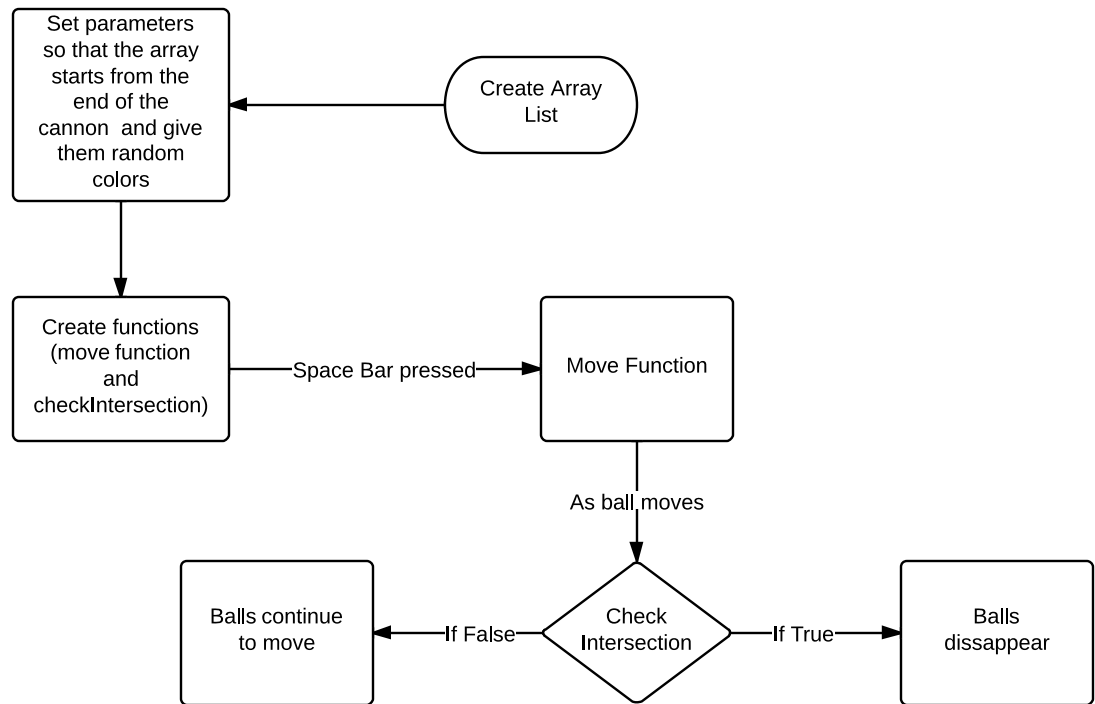 Set parameters
so that the array
starts from the
end of the
cannon and give
them random
colors
Create Array
List
Create functions
(move function
and
checkIntersection)
Space Bar pressed
Move Function
As ball moves
Balls continue
to move
If False
Check
Intersection
If True
Balls
dissappear